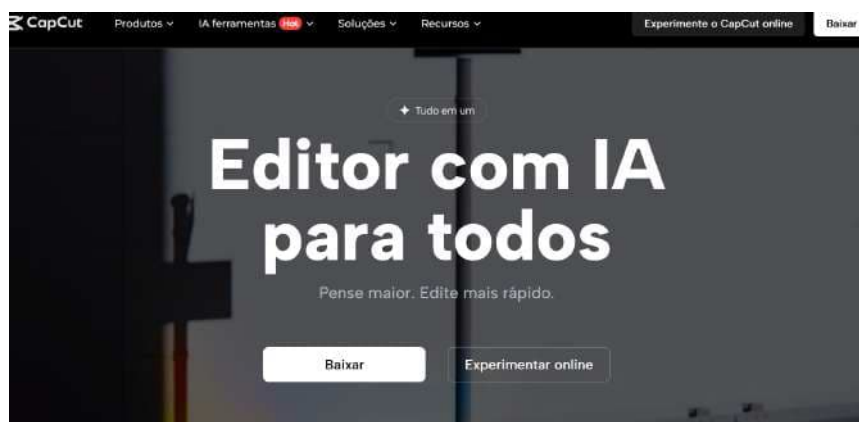 CapCut Produtos IA ferramentas Hot Soluções Recursos Experimente o CapCut online Baixar
Tudo em um
Editor com IA
para todos
Pense maior. Edite mais rápido.
Baixar Experimentar online